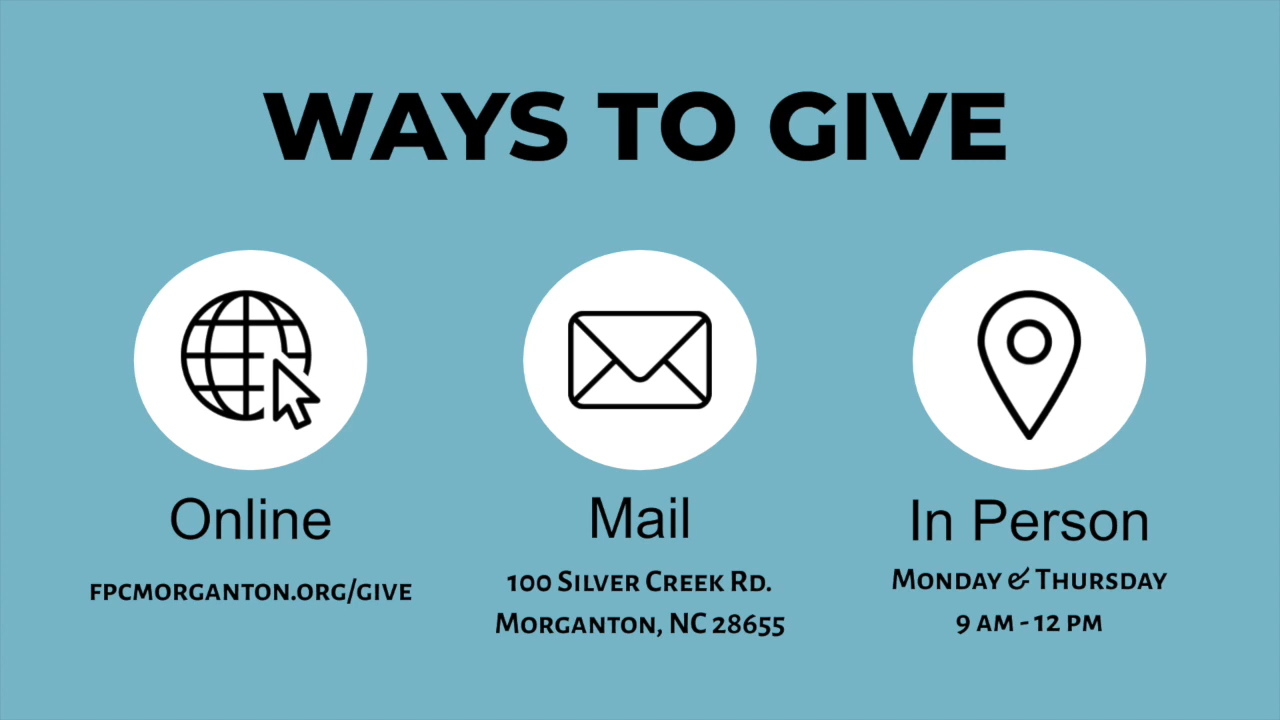 WAYS TO GIVE
Online
FPCMORGANTON.ORG/GIVE
Mail
100 Silver Creek Rd.
Morganton, NC 28655
In Person
Monday & Thursday
9 am - 12 pm